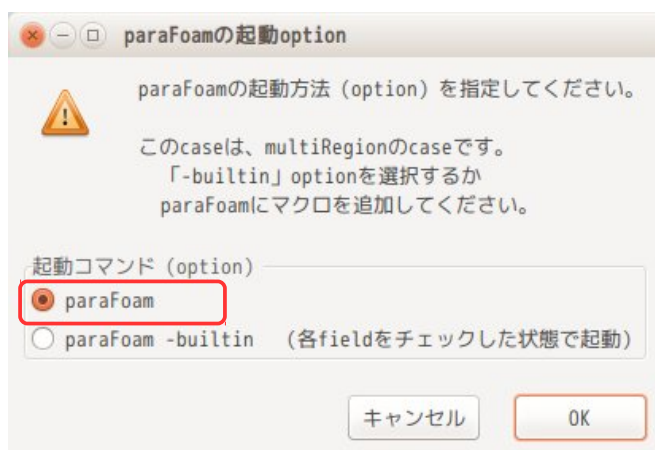 paraFoamの起動option
paraFoamの起動方法（option）を指定してください。
このcaseは、multiRegionのcaseです。
「-builtin」optionを選択するか
paraFoamにマクロを追加してください。
起動コマンド（option）
paraFoam
paraFoam -builtin　（各fieldをチェックした状態で起動）
キャンセル
OK